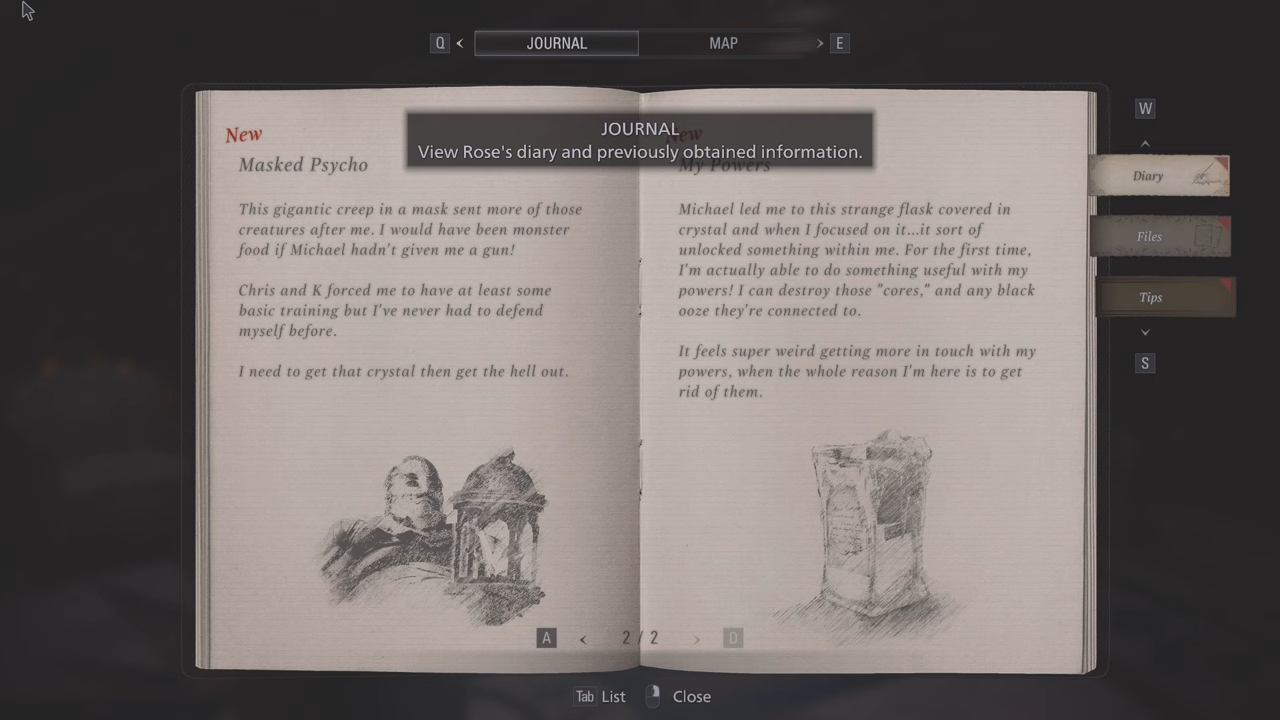 Q
JOURNAL
MAP
E
W
New
JOURNAL
New
View Rose's diary and previously obtained information.
Masked Psycho
My Powers
Diary
This gigantic creep in a mask sent more of those
creatures after me. I would have been monster
food if Michael hadn't given me a gun!
Chris and K forced me to have at least some
basic training but I've never had to defend
myself before.
I need to get that crystal then get the hell out.
Michael led me to this strange flask covered in
crystal and when I focused on it...it sort of
unlocked something within me. For the first time,
I'm actually able to do something useful with my
powers! I can destroy those "cores," and any black
ooze they're connected to.
It feels super weird getting more in touch with my
powers, when the whole reason I'm here is to get
rid of them.
Files
Tips
S
A
2 / 2
D
Tab List
Close